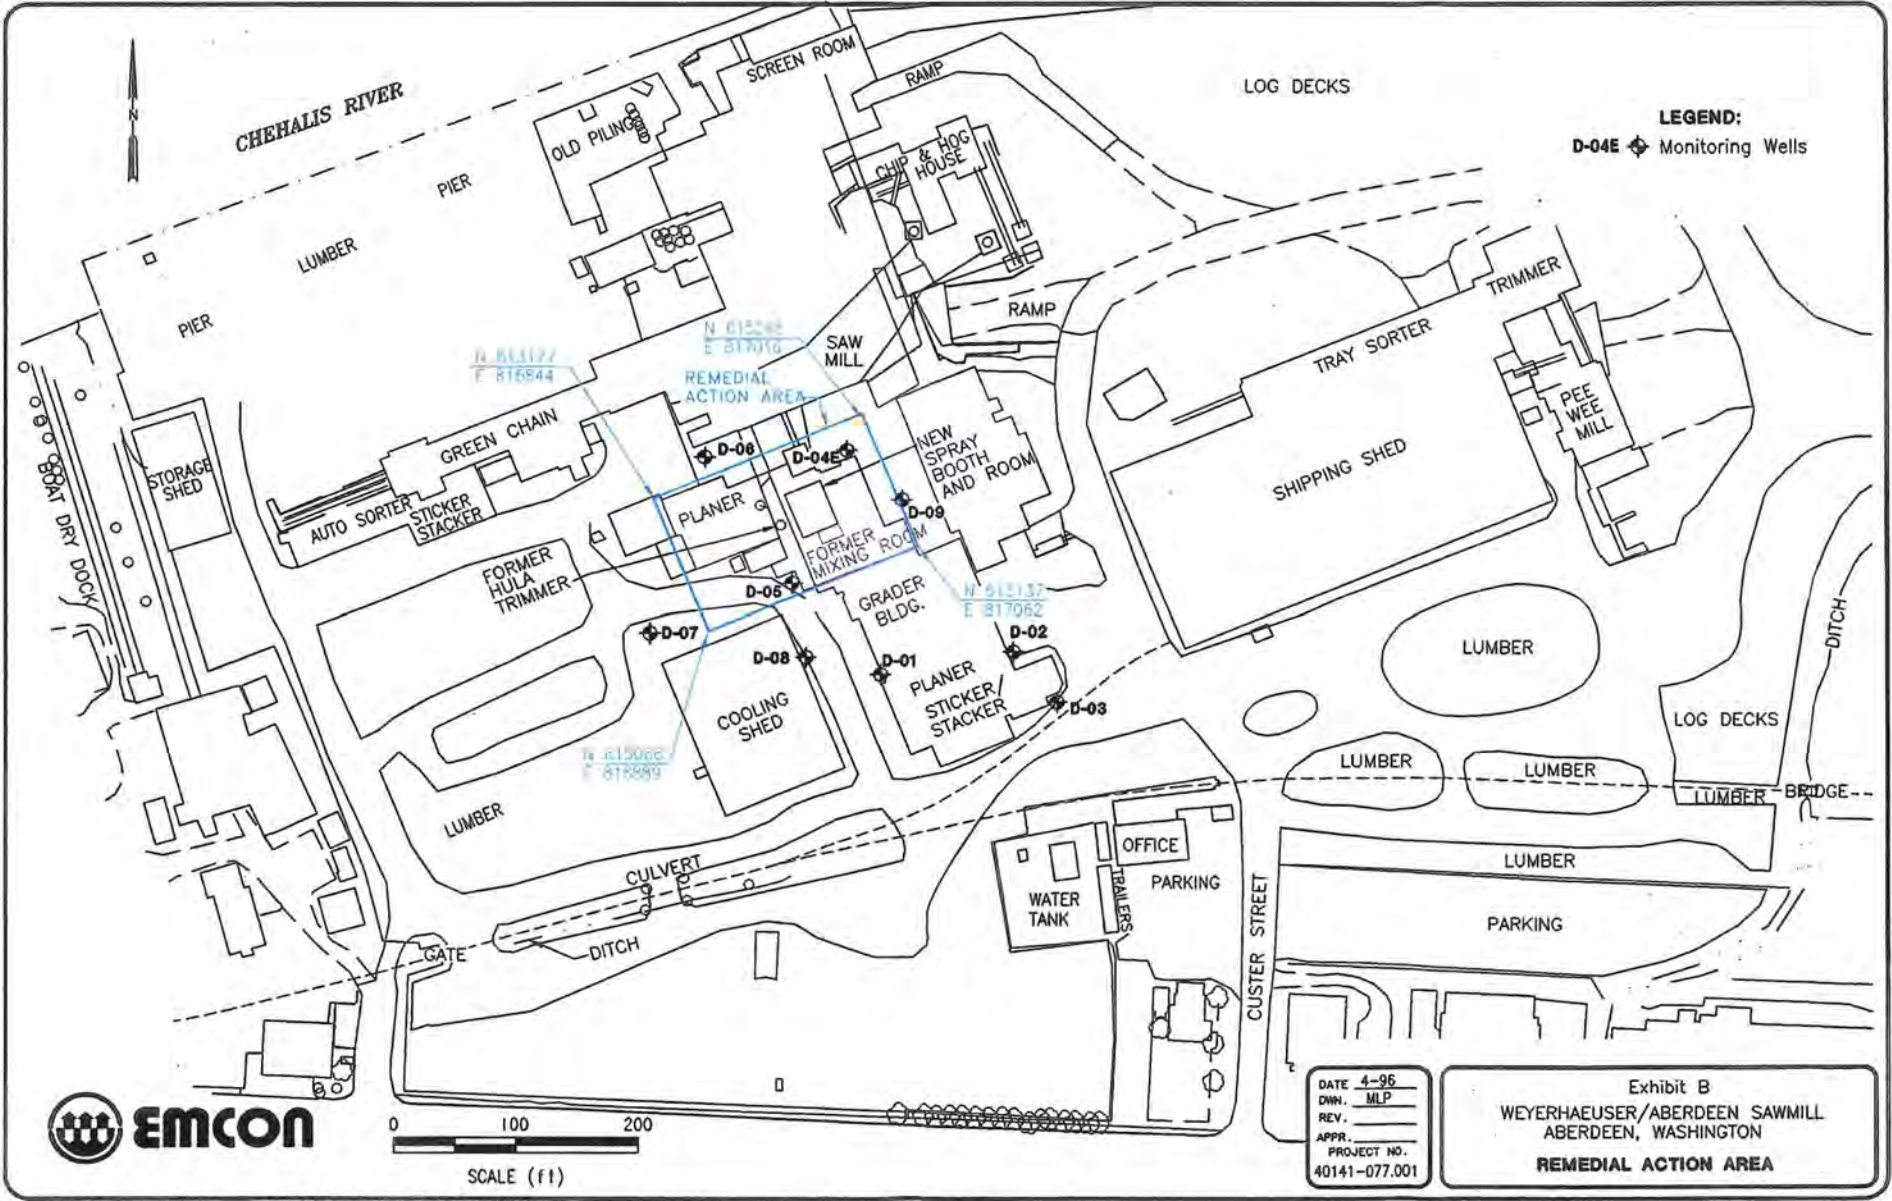 CHEHALIS RIVER
N
SCREEN ROOM
RAMP
LOG DECKS
LEGEND:
D-04E Monitoring Wells
OLD PILING
CHIP & HOG
HOUSE
PIER
LUMBER
PIER
RAMP
TRIMMER
TRAY SORTER
SAW
MILL
E 816844
REMEDIAL
ACTION AREA
PEE
WEE
MILL
GREEN CHAIN
STORAGE
SHED
BOAT DRY DOCK
AUTO SORTER
STICKER
STACKER
D-06
D-04E
NEW
SPRAY
BOOTH
AND ROOM
SHIPPING SHED
PLANER
D-09
FORMER
MIXING ROOM
FORMER
HULA
TRIMMER
D-05
GRADER
BLDG.
E 817062
DITCH
D-07
D-02
D-08
D-01
LUMBER
PLANER
STICKER/
STACKER
COOLING
SHED
D-03
LOG DECKS
LUMBER
LUMBER
LUMBER
BRIDGE
LUMBER
OFFICE
LUMBER
CULVERT
PARKING
TRAILERS
WATER
TANK
CUSTER STREET
PARKING
DITCH
GATE
EMCON
0 100 200
SCALE (ft)
DATE 4-96
DWN. MLP
REV.
APPR.
PROJECT NO.
40141-077.001
Exhibit B
WEYERHAEUSER/ABERDEEN SAWMILL
ABERDEEN, WASHINGTON
REMEDIAL ACTION AREA